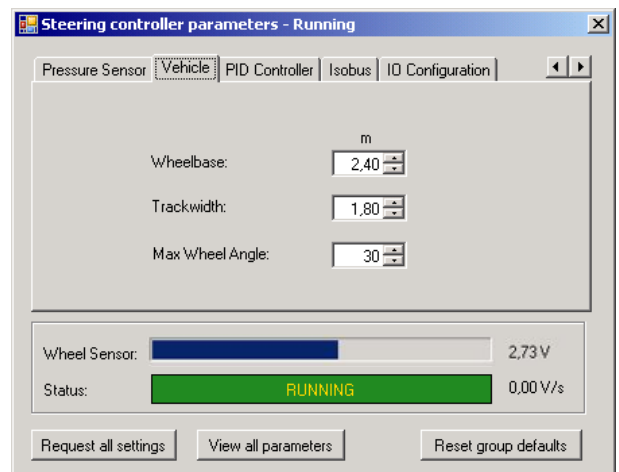 Steering controller parameters - Running
Pressure Sensor Vehicle PID Controller Isobus IO Configuration
m
Wheelbase: 2,40
Trackwidth: 1,80
Max Wheel Angle: 30
Wheel Sensor: 2,73 V
Status: RUNNING 0,00 V/s
Request all settings View all parameters Reset group defaults